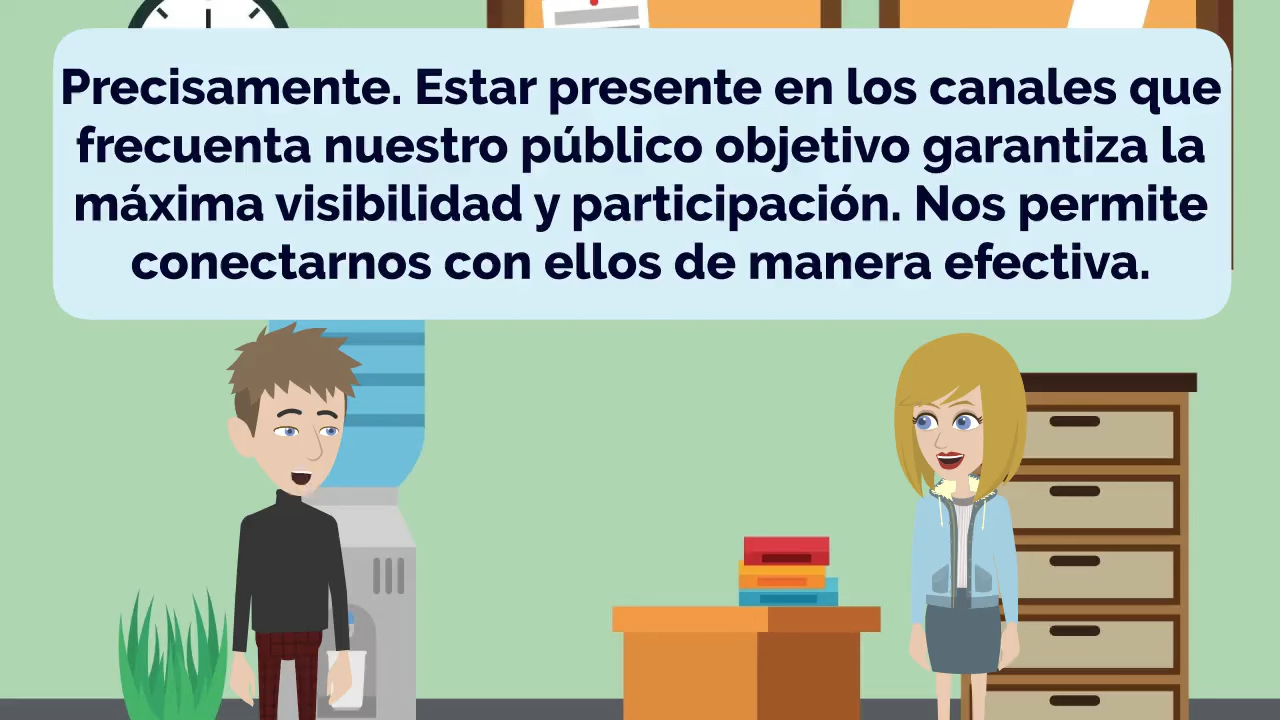 Precisamente. Estar presente en los canales que
frecuenta nuestro público objetivo garantiza la
máxima visibilidad y participación. Nos permite
conectarnos con ellos de manera efectiva.